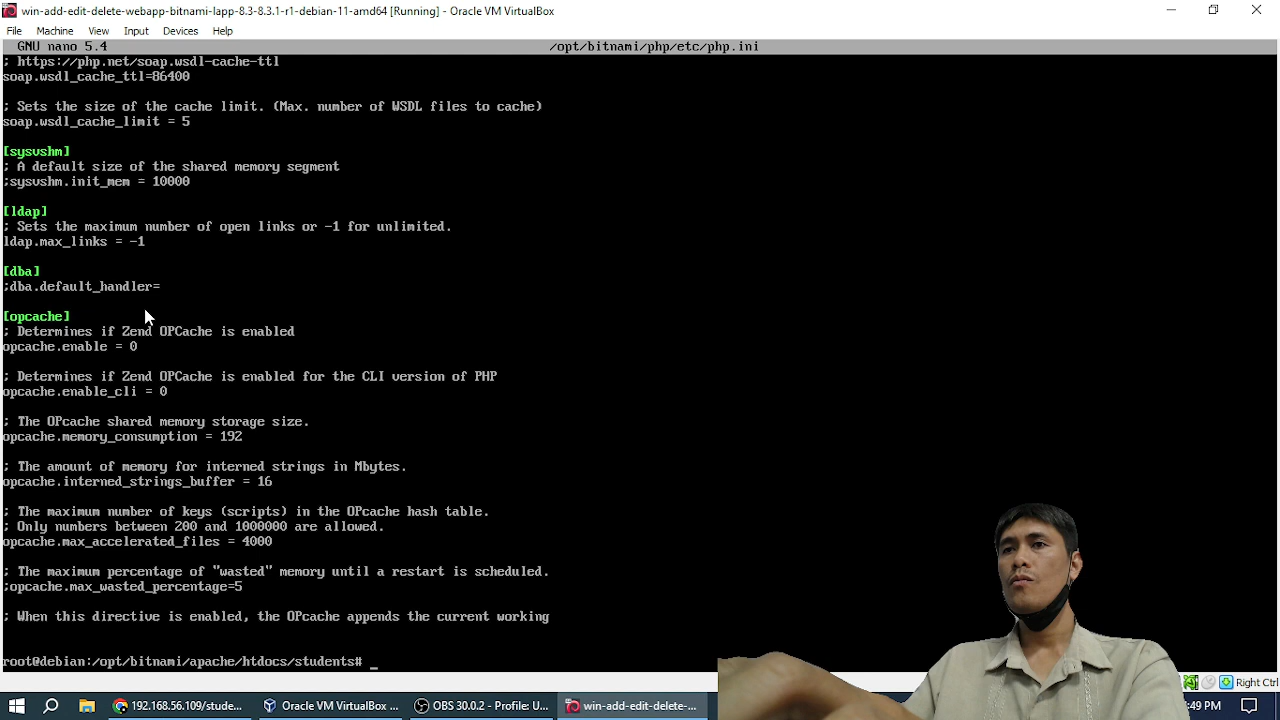 win-add-edit-delete-webapp-bitnami-lapp-8.3-8.3.1-r1-debian-11-amd64 [Running] - Oracle VM VirtualBox
File Machine View Input Devices Help
GNU nano 5.4 /opt/bitnami/php/etc/php.ini
; https://php.net/soap.wsdl-cache-ttl
soap.wsdl_cache_ttl=86400
; Sets the size of the cache limit. (Max. number of WSDL files to cache)
soap.wsdl_cache_limit = 5
[sysvshm]
; A default size of the shared memory segment
;sysvshm.init_mem = 10000
[ldap]
; Sets the maximum number of open links or -1 for unlimited.
ldap.max_links = -1
[dba]
;dba.default_handler=
[opcache]
; Determines if Zend OPCache is enabled
opcache.enable = 0
; Determines if Zend OPCache is enabled for the CLI version of PHP
opcache.enable_cli = 0
; The OPcache shared memory storage size.
opcache.memory_consumption = 192
; The amount of memory for interned strings in Mbytes.
opcache.interned_strings_buffer = 16
; The maximum number of keys (scripts) in the OPcache hash table.
; Only numbers between 200 and 1000000 are allowed.
opcache.max_accelerated_files = 4000
; The maximum percentage of "wasted" memory until a restart is scheduled.
;opcache.max_wasted_percentage=5
; When this directive is enabled, the OPcache appends the current working
root@debian:/opt/bitnami/apache/htdocs/students# _
Right Ctrl
192.168.56.109/stude... Oracle VM VirtualBox ... OBS 30.0.2 - Profile: U... win-add-edit-delete-... :49 PM